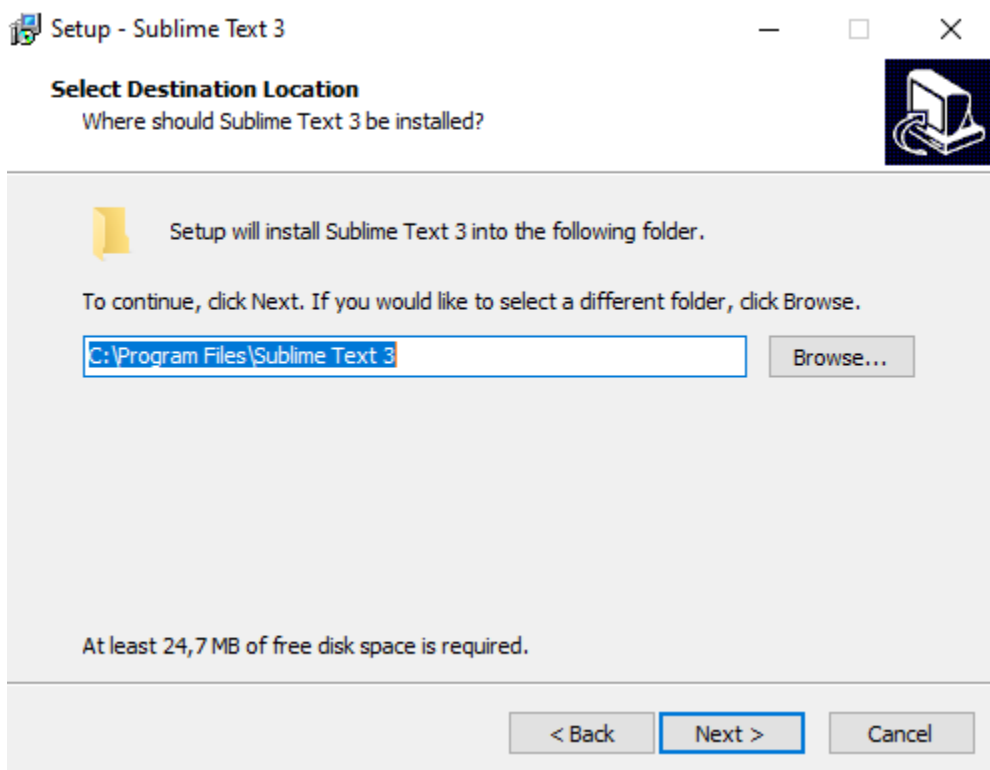 Setup - Sublime Text 3
Select Destination Location
Where should Sublime Text 3 be installed?
Setup will install Sublime Text 3 into the following folder.
To continue, click Next. If you would like to select a different folder, click Browse.
C:\Program Files\Sublime Text 3
Browse...
At least 24,7 MB of free disk space is required.
< Back
Next >
Cancel